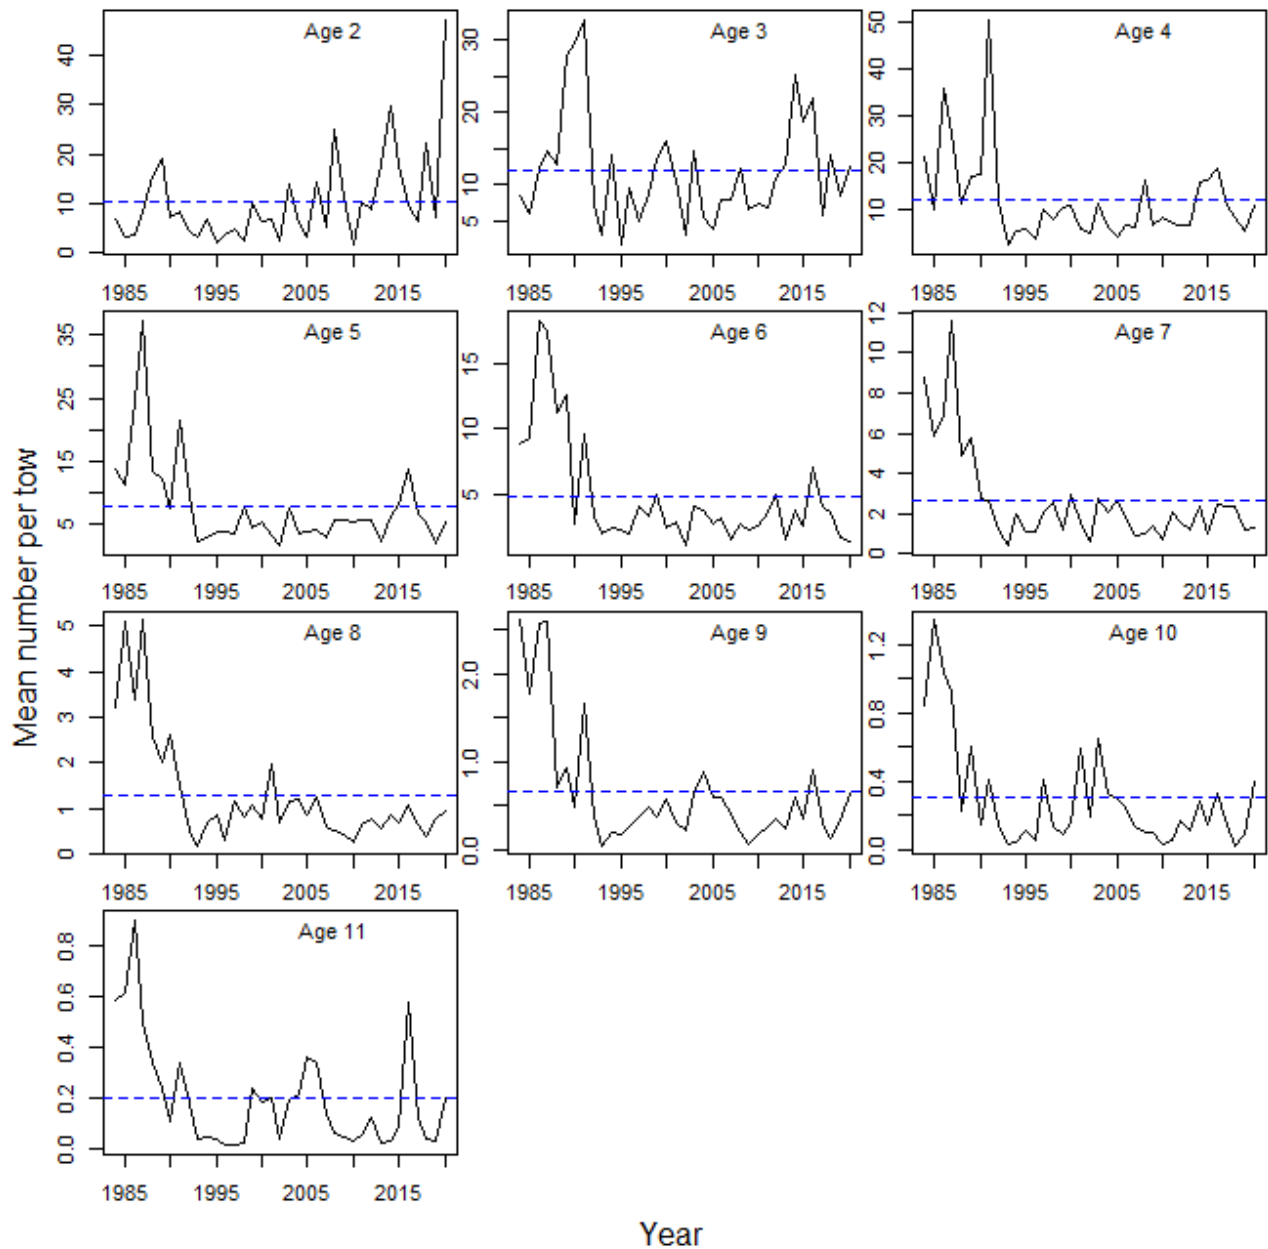 Mean number per tow
Age 2
0 10 20 30 40
1985 1995 2005 2015
Age 3
5 10 20 30
1985 1995 2005 2015
Age 4
10 20 30 40 50
1985 1995 2005 2015
Age 5
5 15 25 35
1985 1995 2005 2015
Age 6
5 10 15
1985 1995 2005 2015
Age 7
0 2 4 6 8 10 12
1985 1995 2005 2015
Age 8
0 1 2 3 4 5
1985 1995 2005 2015
Age 9
0.0 1.0 2.0
1985 1995 2005 2015
Age 10
0.0 0.4 0.8 1.2
1985 1995 2005 2015
Age 11
0.0 0.2 0.4 0.6 0.8
1985 1995 2005 2015
Year